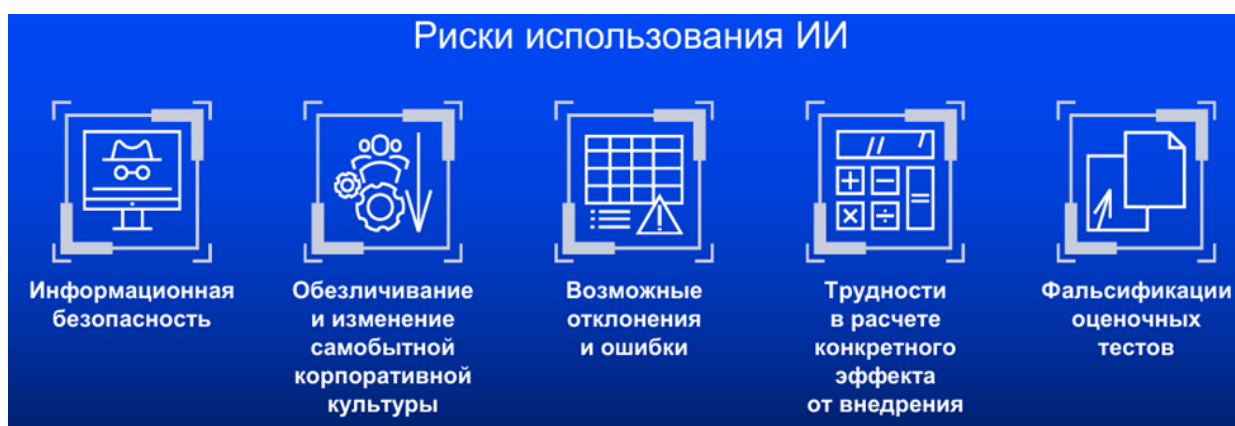 Риски использования ИИ
Информационная
безопасность
Обезличивание
и изменение
самобытной
корпоративной
культуры
Возможные
отклонения
и ошибки
Трудности
в расчете
конкретного
эффекта
от внедрения
Фальсификации
оценочных
тестов